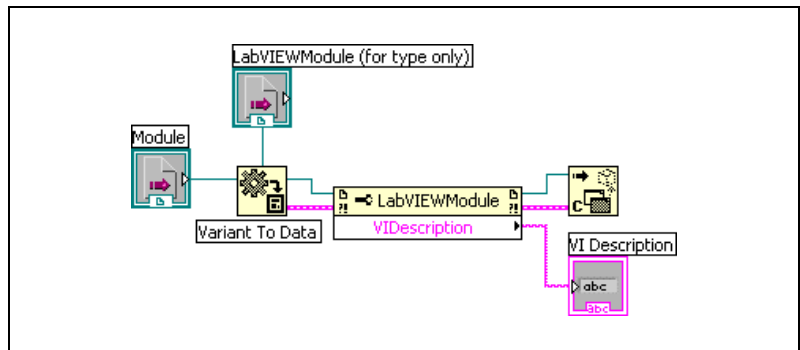 LabVIEWModule (for type only)
Module
LabVIEWModule
VIDescription
Variant To Data
VI Description
abc
abc
?!
?!
C